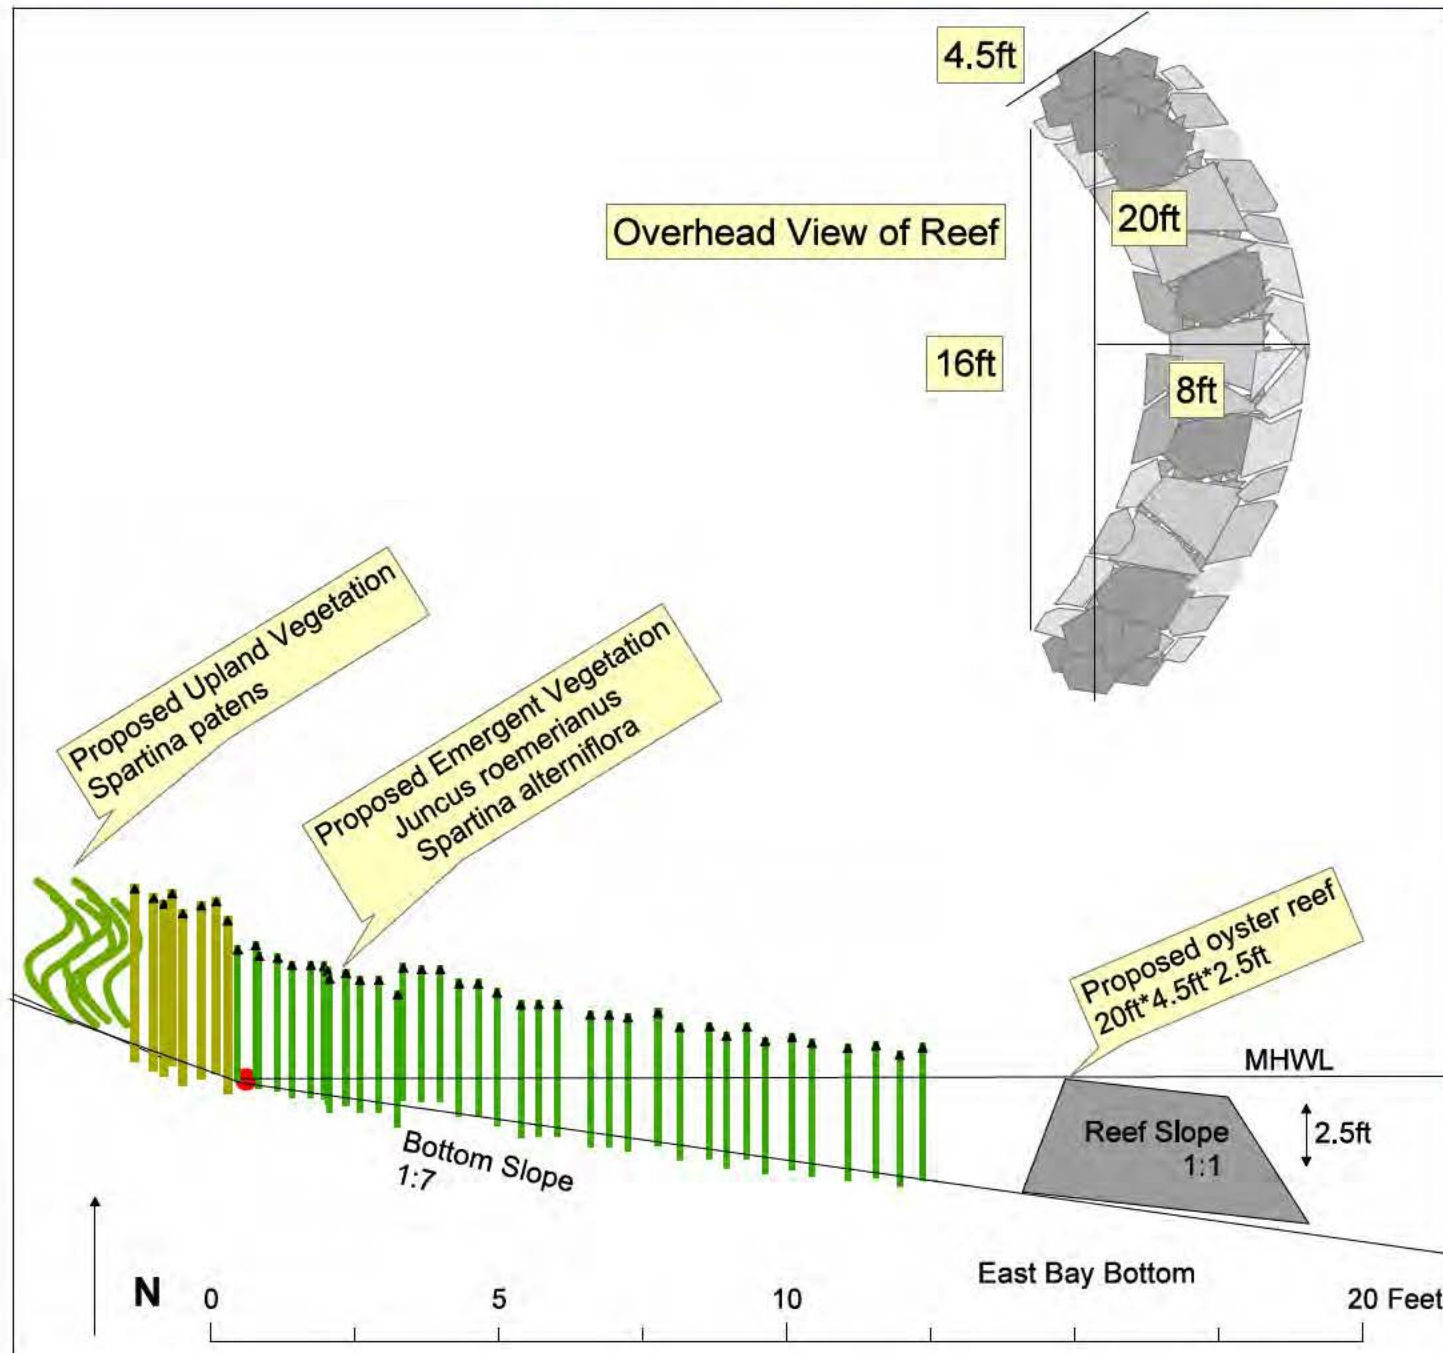 4.5ft
20ft
Overhead View of Reef
16ft
8ft
Proposed Upland Vegetation
Spartina patens
Proposed Emergent Vegetation
Juncus roemerianus
Spartina alterniflora
Proposed oyster reef
20ft*4.5ft*2.5ft
MHWL
Reef Slope
1:1
2.5ft
Bottom Slope
1:7
East Bay Bottom
N
0 5 10 20 Feet